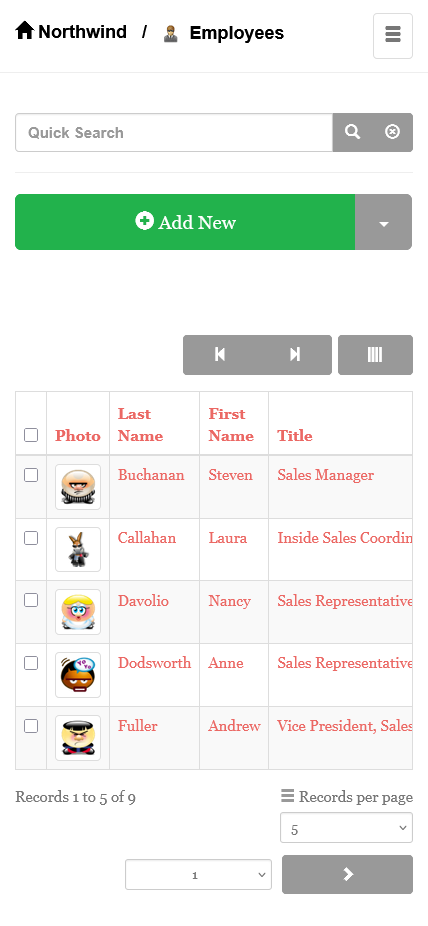 Northwind / Employees
Quick Search
Add New
Photo Last Name First Name Title
Buchanan Steven Sales Manager
Callahan Laura Inside Sales Coordin
Davolio Nancy Sales Representative
Dodsworth Anne Sales Representative
Fuller Andrew Vice President, Sales
Records 1 to 5 of 9 Records per page
5
1